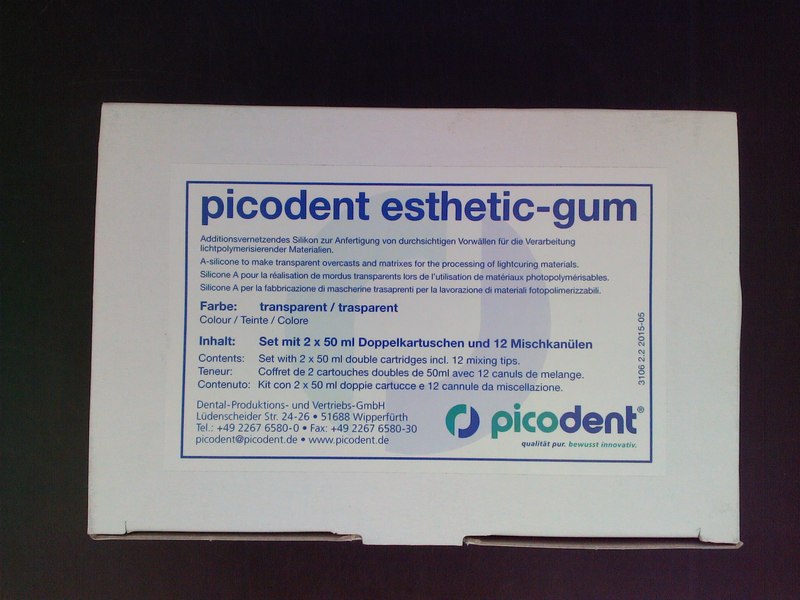 picodent esthetic-gum
Additionsvernetzendes Silikon zur Anfertigung von durchsichtigen Vorwällen für die Verarbeitung
lichtpolymerisierender Materialien.
A-silicone to make transparent overcasts and matrixes for the processing of lightcuring materials.
Silicone A pour la réalisation de mordus transparents lors de l'utilisation de matériaux photopolymérisables.
Silicone A per la fabbricazione di mascherine trasaprenti per la lavorazione di materiali fotopolimerizzabili.
Farbe: transparent / trasparent
Colour / Teinte / Colore
Inhalt: Set mit 2 x 50 ml Doppelkartuschen und 12 Mischkanülen
Contents: Set with 2 x 50 ml double cartridges incl. 12 mixing tips.
Teneur: Coffret de 2 cartouches doubles de 50ml avec 12 canuls de melange.
Contenuto: Kit con 2 x 50 ml doppie cartucce e 12 cannule da miscellazione.
Dental-Produktions- und Vertriebs-GmbH
Lüdenscheider Str. 24-26 • 51688 Wipperfürth
Tel.: +49 2267 6580-0 • Fax: +49 2267 6580-30
picodent@picodent.de • www.picodent.de
picodent®
qualität pur. bewusst innovativ.
3106 2.2 2015-05